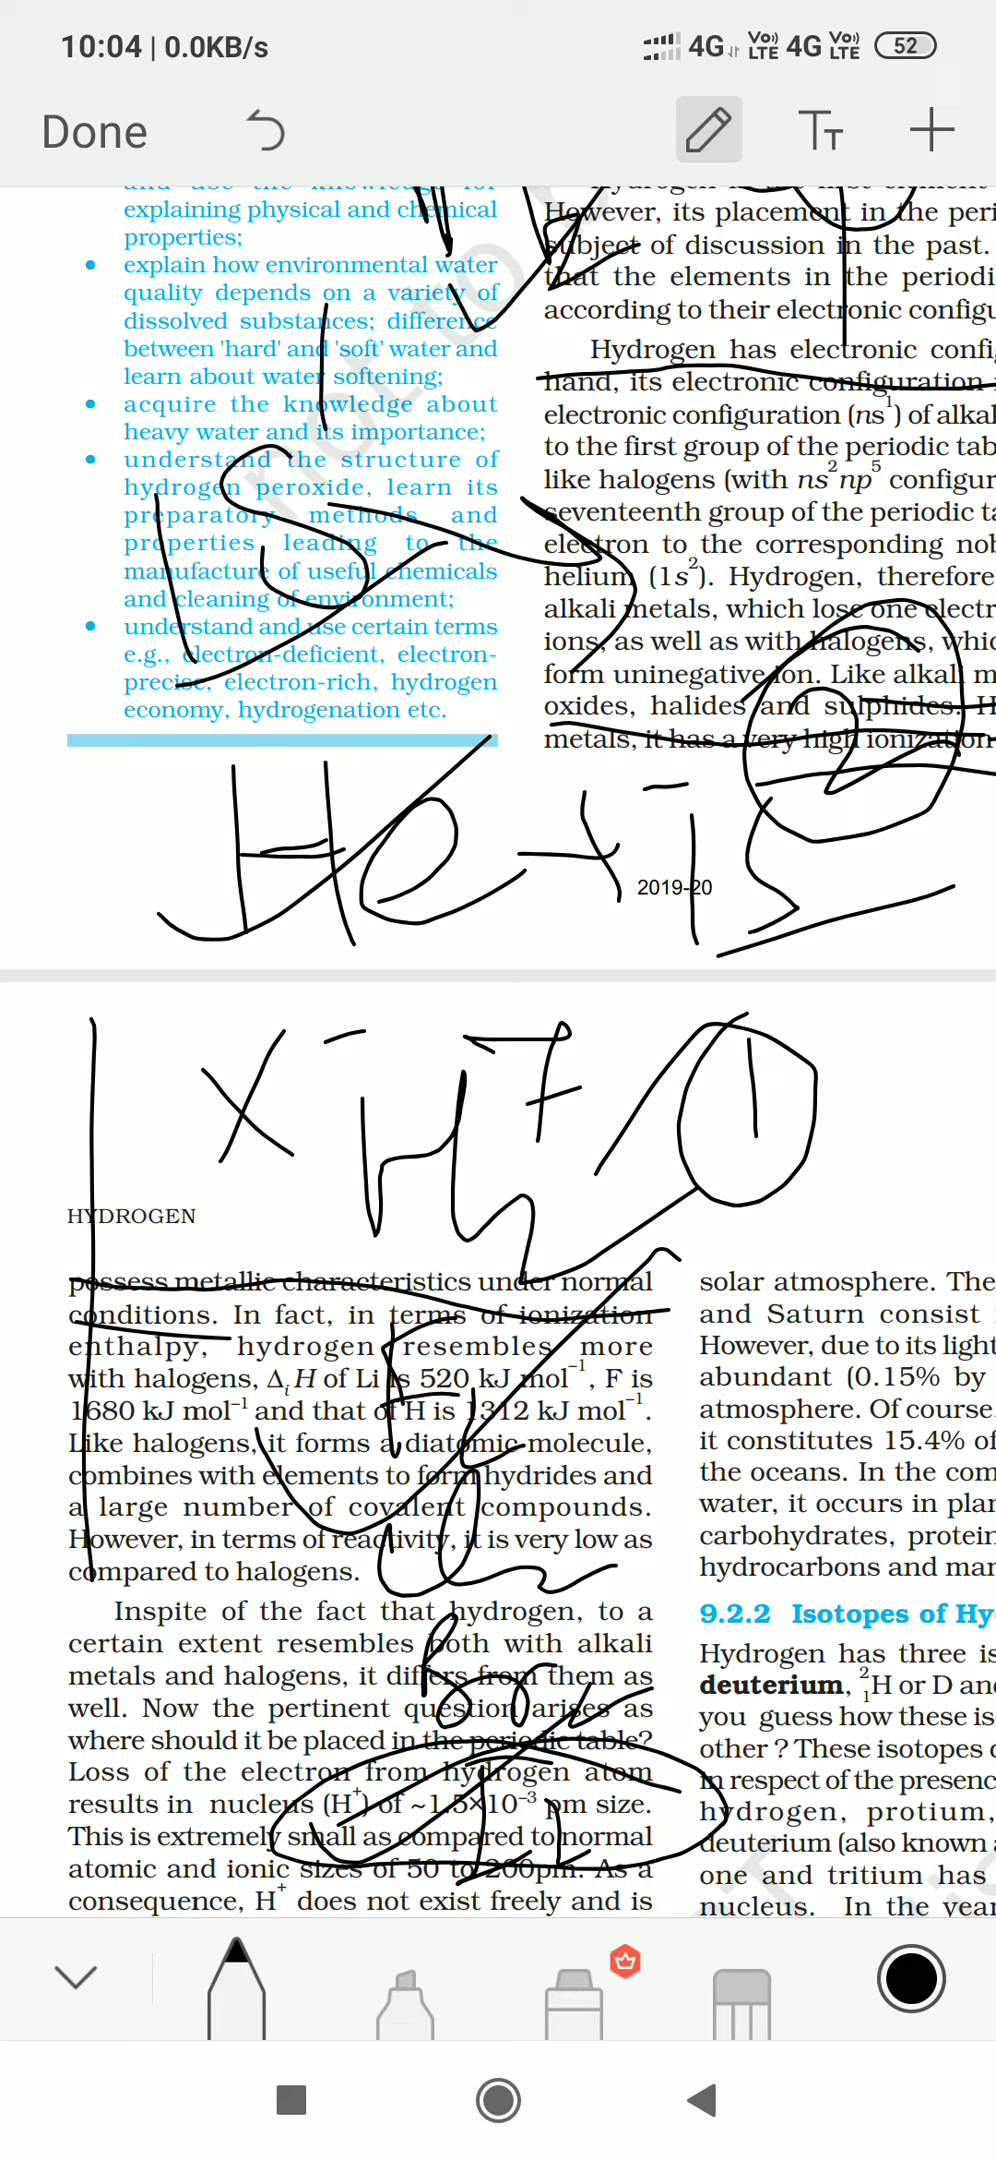 10:04 | 0.0KB/s
4G Vo) LTE 4G Vo) LTE 52
Done
TT
explaining physical and chemical
properties;
• explain how environmental water
quality depends on a variety of
dissolved substances; difference
between 'hard' and 'soft' water and
learn about water softening;
• acquire the knowledge about
heavy water and its importance;
• understand the structure of
hydrogen peroxide, learn its
preparatory methods and
properties leading to the
manufacture of useful chemicals
and cleaning of environment;
• understand and use certain terms
e.g., electron-deficient, electron-
precise, electron-rich, hydrogen
economy, hydrogenation etc.
However, its placement in the peri
subject of discussion in the past.
that the elements in the periodi
according to their electronic configu
Hydrogen has electronic config
hand, its electronic configuration
electronic configuration (ns¹) of alkal
to the first group of the periodic tab
like halogens (with ns²np⁵ configur
seventeenth group of the periodic ta
electron to the corresponding nob
helium (1s²). Hydrogen, therefore
alkali metals, which lose one electr
ions, as well as with halogens, whic
form uninegative ion. Like alkali m
oxides, halides and sulphides. H
metals, it has a very high ionization
2
He
2019-20
1
HYDROGEN
possess metallic characteristics under normal
conditions. In fact, in terms of ionization
enthalpy, hydrogen resembles more
with halogens, ΔᵢH of Li is 520 kJ mol⁻¹, F is
1680 kJ mol⁻¹ and that of H is 1312 kJ mol⁻¹.
Like halogens, it forms a diatomic molecule,
combines with elements to form hydrides and
a large number of covalent compounds.
However, in terms of reactivity, it is very low as
compared to halogens.
Inspite of the fact that hydrogen, to a
certain extent resembles both with alkali
metals and halogens, it differs from them as
well. Now the pertinent question arises as
where should it be placed in the periodic table?
Loss of the electron from hydrogen atom
results in nucleus (H⁺) of ~1.5×10⁻³ pm size.
This is extremely small as compared to normal
atomic and ionic sizes of 50 to 200pm. As a
consequence, H⁺ does not exist freely and is
solar atmosphere. The
and Saturn consist
However, due to its light
abundant (0.15% by
atmosphere. Of course,
it constitutes 15.4% of
the oceans. In the com
water, it occurs in plan
carbohydrates, protein
hydrocarbons and man
9.2.2 Isotopes of Hy
Hydrogen has three is
deuterium, ²₁H or D and
you guess how these iso
other ? These isotopes d
in respect of the presenc
hydrogen, protium,
deuterium (also known a
one and tritium has
nucleus. In the year